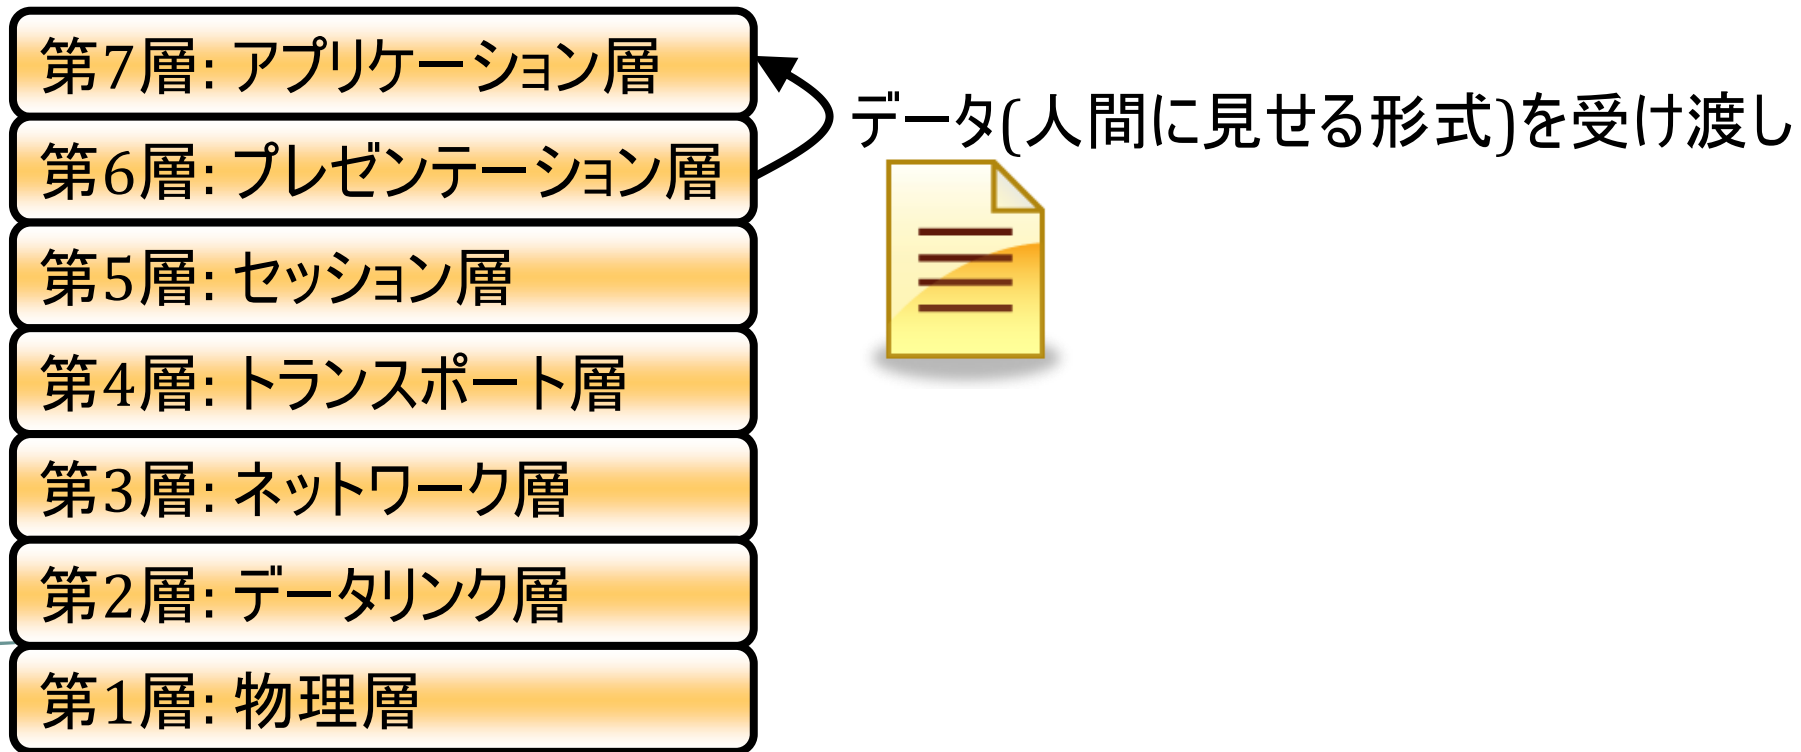 第7層: アプリケーション層
データ(人間に見せる形式)を受け渡し
第6層: プレゼンテーション層
第5層: セッション層
第4層: トランスポート層
第3層: ネットワーク層
第2層: データリンク層
第1層: 物理層